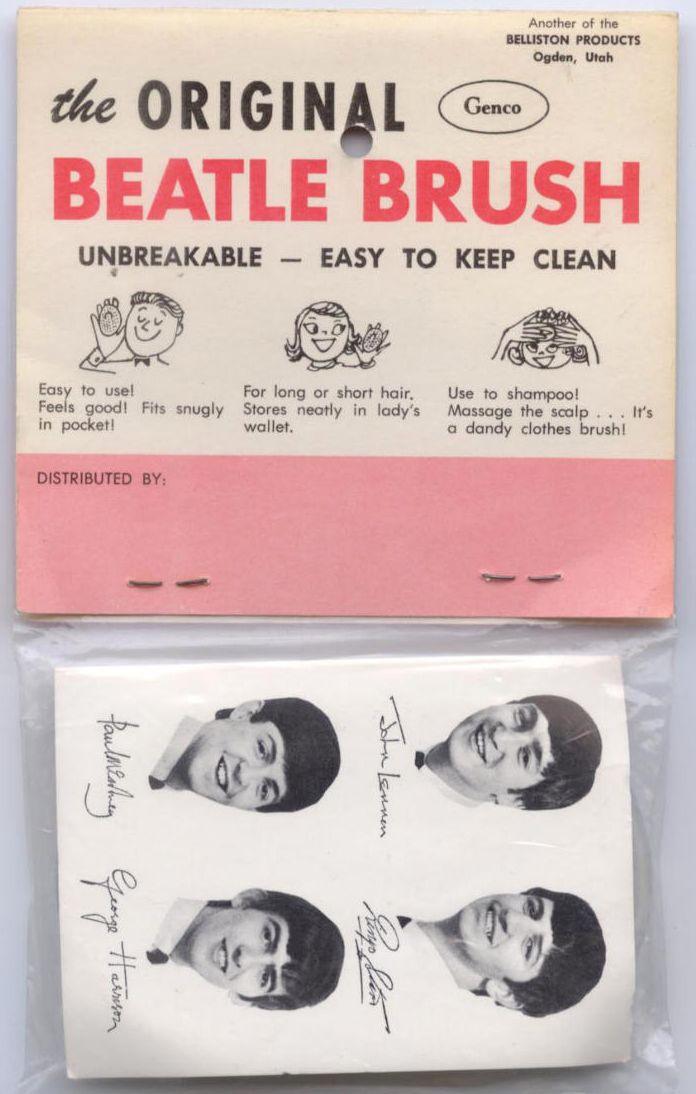 Another of the
BELLISTON PRODUCTS
Ogden, Utah
the ORIGINAL
Genco
BEATLE BRUSH
UNBREAKABLE — EASY TO KEEP CLEAN
Easy to use!
Feels good! Fits snugly
in pocket!
For long or short hair.
Stores neatly in lady's
wallet.
Use to shampoo!
Massage the scalp . . . It's
a dandy clothes brush!
DISTRIBUTED BY:
Paul McCartney
John Lennon
George Harrison
Ringo Starr